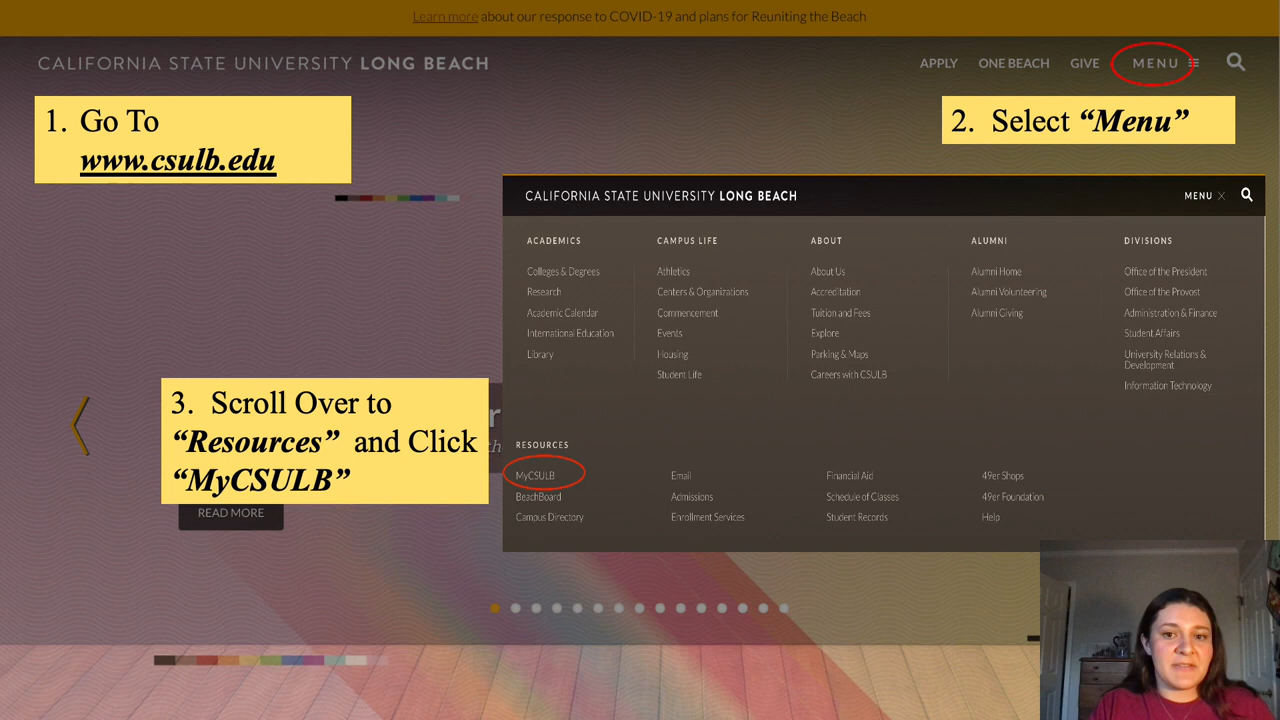 Learn more about our response to COVID-19 and plans for Reuniting the Beach
CALIFORNIA STATE UNIVERSITY LONG BEACH
APPLY ONE BEACH GIVE MENU
1. Go To
www.csulb.edu
2. Select “Menu”
CALIFORNIA STATE UNIVERSITY LONG BEACH
MENU X
ACADEMICS
Colleges & Degrees
Research
Academic Calendar
International Education
Library
CAMPUS LIFE
Athletics
Centers & Organizations
Commencement
Events
Housing
Student Life
ABOUT
About Us
Accreditation
Tuition and Fees
Explore
Parking & Maps
Careers with CSULB
ALUMNI
Alumni Home
Alumni Volunteering
Alumni Giving
DIVISIONS
Office of the President
Office of the Provost
Administration & Finance
Student Affairs
University Relations &
Development
Information Technology
3. Scroll Over to
“Resources” and Click
“MyCSULB”
READ MORE
RESOURCES
MyCSULB
BeachBoard
Campus Directory
Email
Admissions
Enrollment Services
Financial Aid
Schedule of Classes
Student Records
49er Shops
49er Foundation
Help